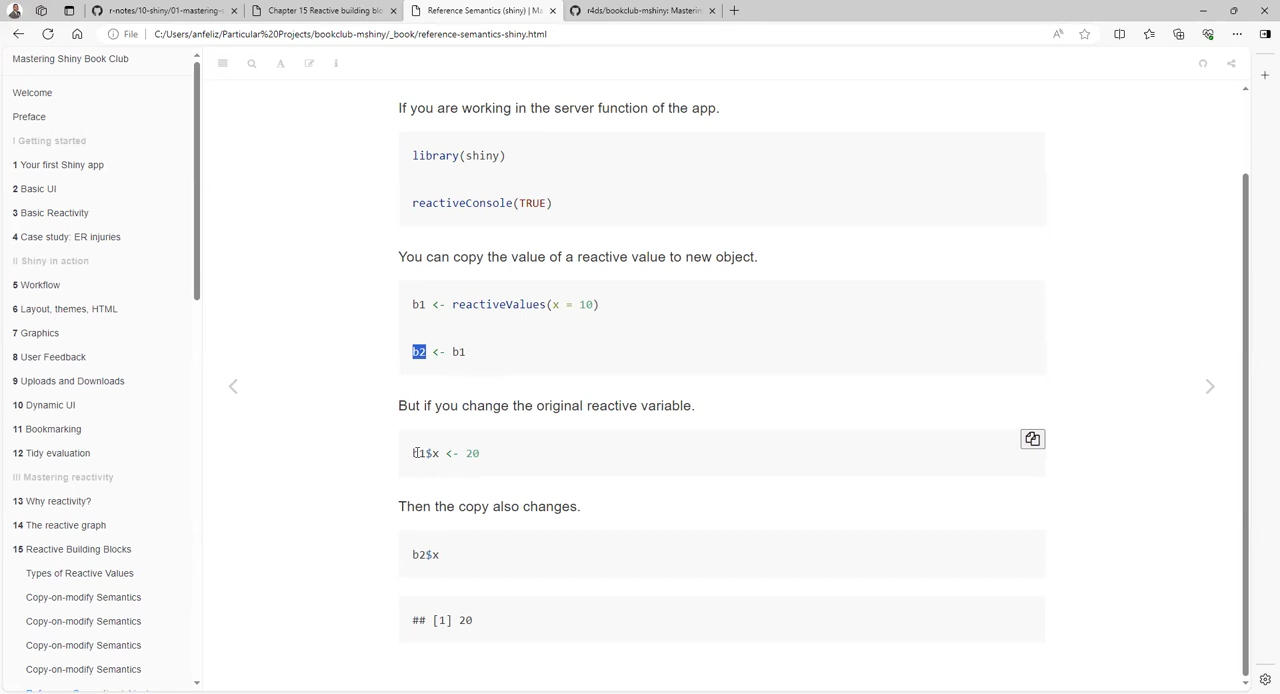 r-notes/10-shiny/01-mastering-s
Chapter 15 Reactive building blo
Reference Semantics (shiny) | Ma
r4ds/bookclub-mshiny: Mastering
File
C:/Users/anfeliz/Particular%20Projects/bookclub-mshiny/_book/reference-semantics-shiny.html
Mastering Shiny Book Club
Welcome
Preface
I Getting started
1 Your first Shiny app
2 Basic UI
3 Basic Reactivity
4 Case study: ER injuries
II Shiny in action
5 Workflow
6 Layout, themes, HTML
7 Graphics
8 User Feedback
9 Uploads and Downloads
10 Dynamic UI
11 Bookmarking
12 Tidy evaluation
III Mastering reactivity
13 Why reactivity?
14 The reactive graph
15 Reactive Building Blocks
Types of Reactive Values
Copy-on-modify Semantics
Copy-on-modify Semantics
Copy-on-modify Semantics
Copy-on-modify Semantics
If you are working in the server function of the app.
library(shiny)
reactiveConsole(TRUE)
You can copy the value of a reactive value to new object.
b1 <- reactiveValues(x = 10)
b2 <- b1
But if you change the original reactive variable.
b1$x <- 20
Then the copy also changes.
b2$x
## [1] 20